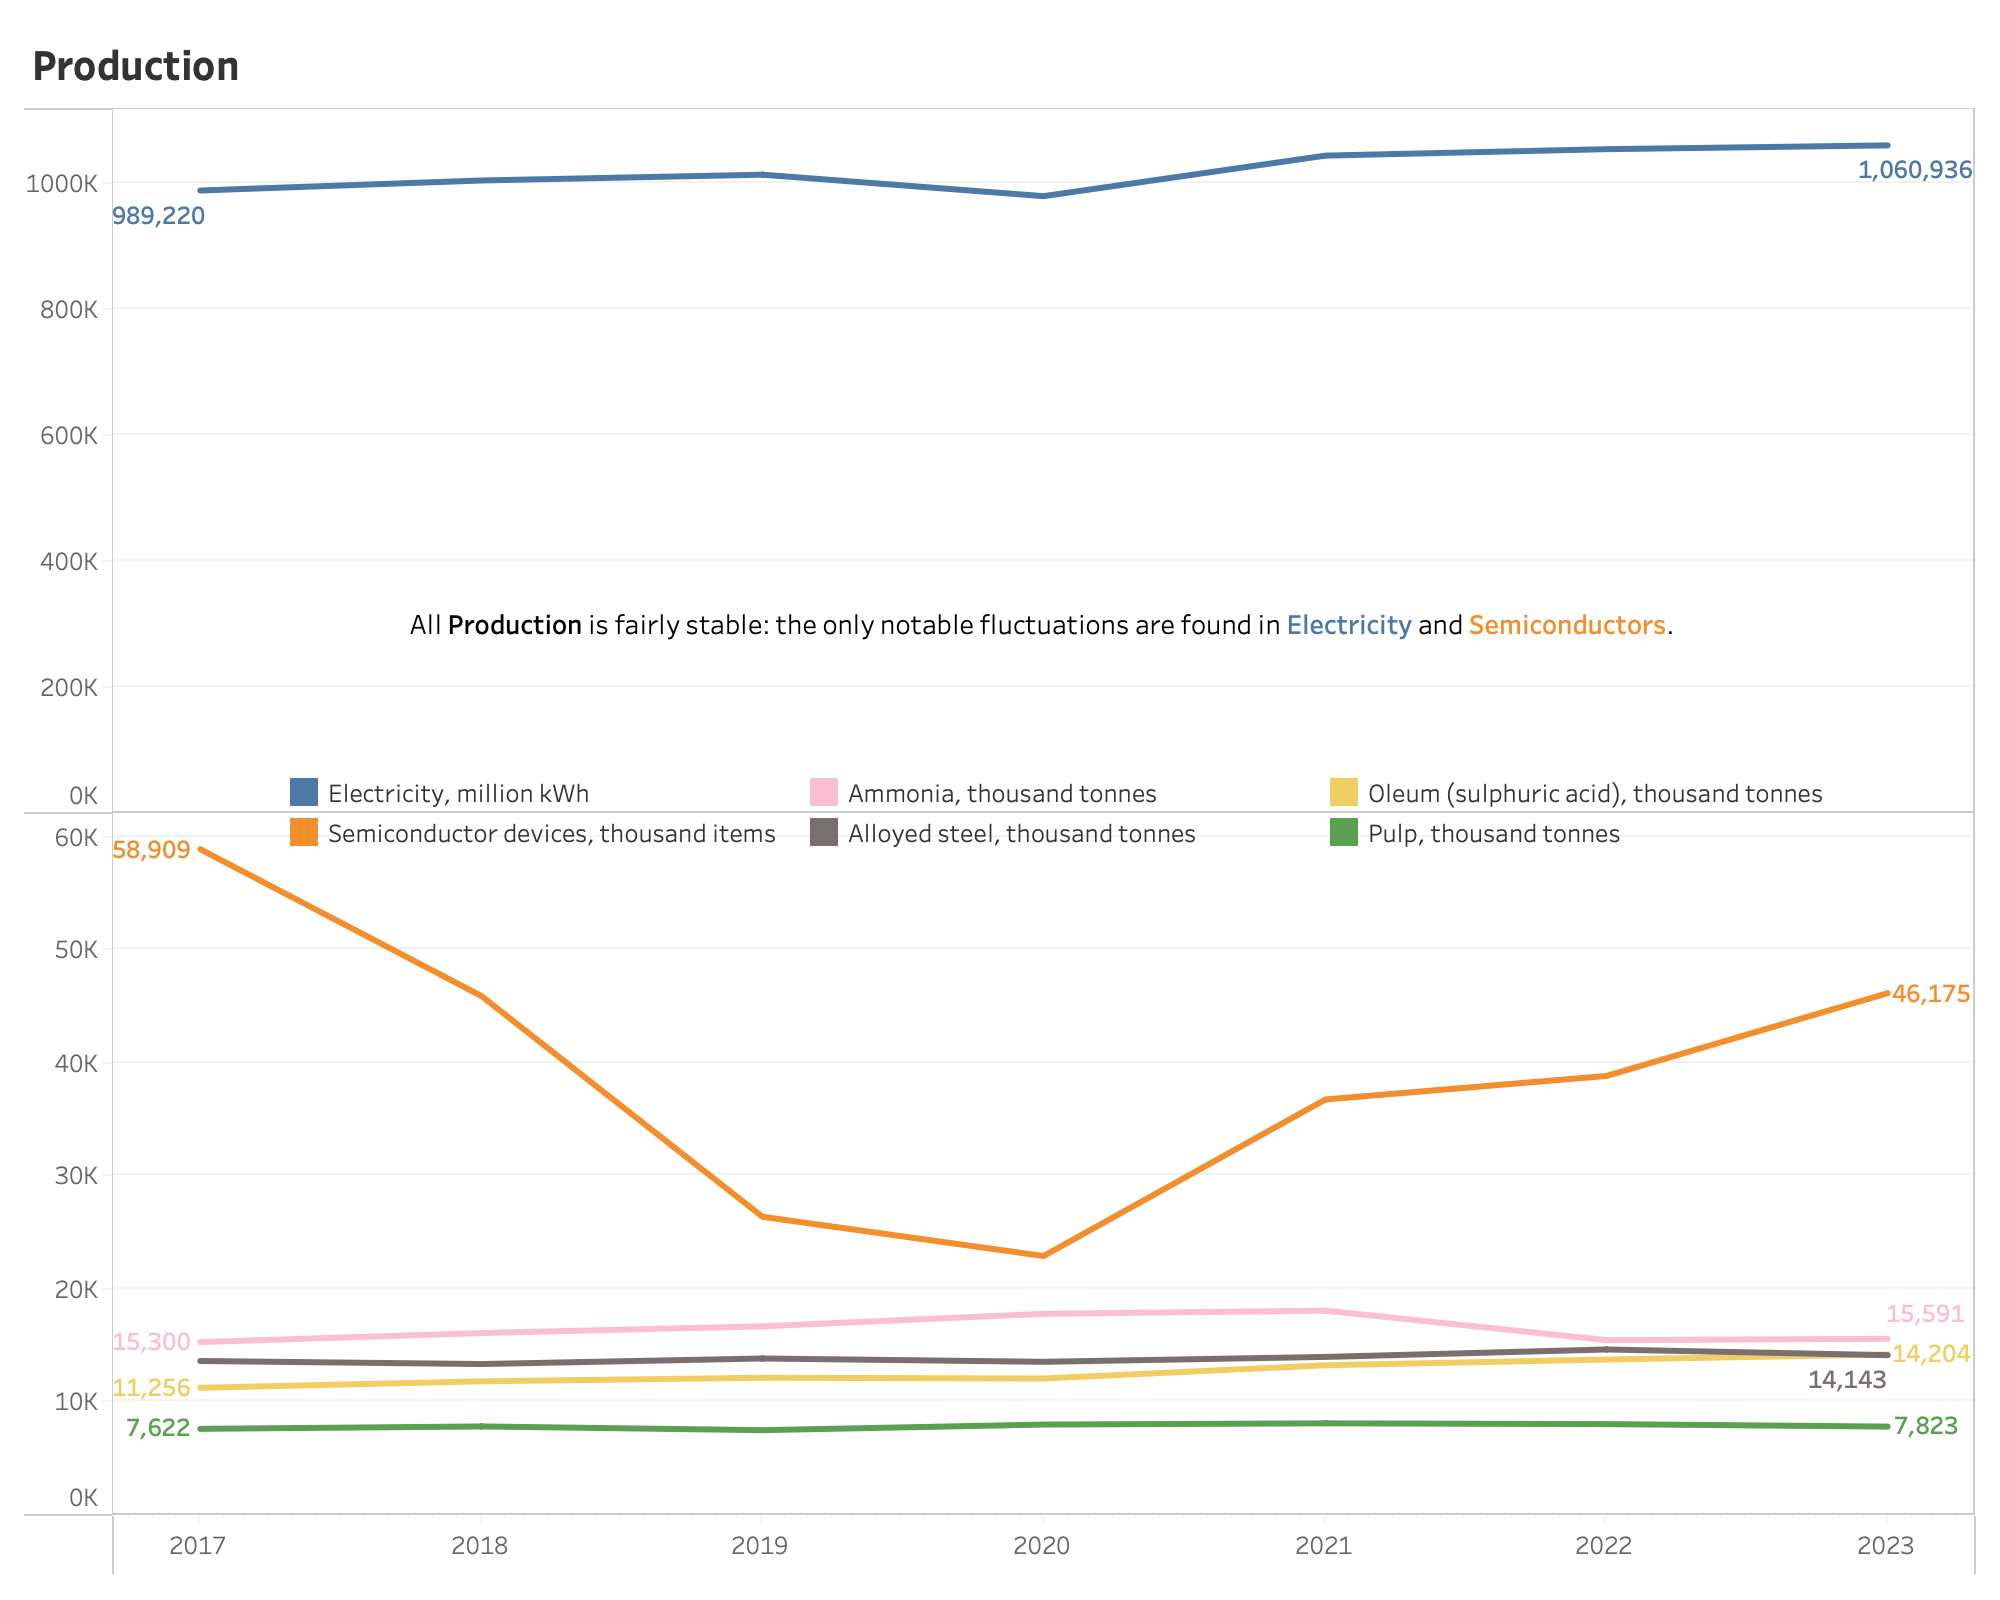 Production
1000K
1,060,936
989,220
800K
600K
400K
All Production is fairly stable: the only notable fluctuations are found in Electricity and Semiconductors.
200K
0K
Electricity, million kWh
Ammonia, thousand tonnes
Oleum (sulphuric acid), thousand tonnes
Semiconductor devices, thousand items
Alloyed steel, thousand tonnes
Pulp, thousand tonnes
60K
58,909
50K
46,175
40K
30K
20K
15,591
15,300
14,204
14,143
11,256
10K
7,622
7,823
0K
2017 2018 2019 2020 2021 2022 2023